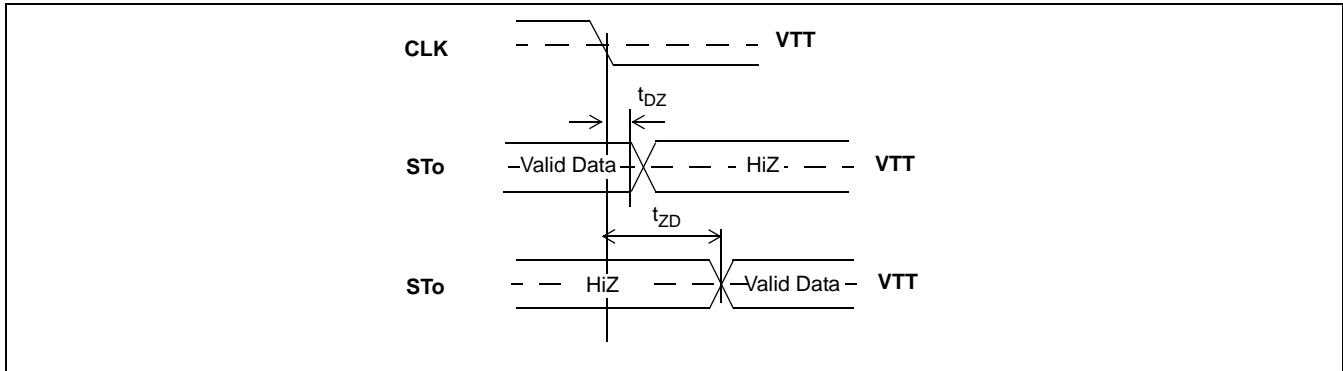 CLK
VTT
tDZ
STo
Valid Data
HiZ
VTT
tZD
STo
HiZ
Valid Data
VTT